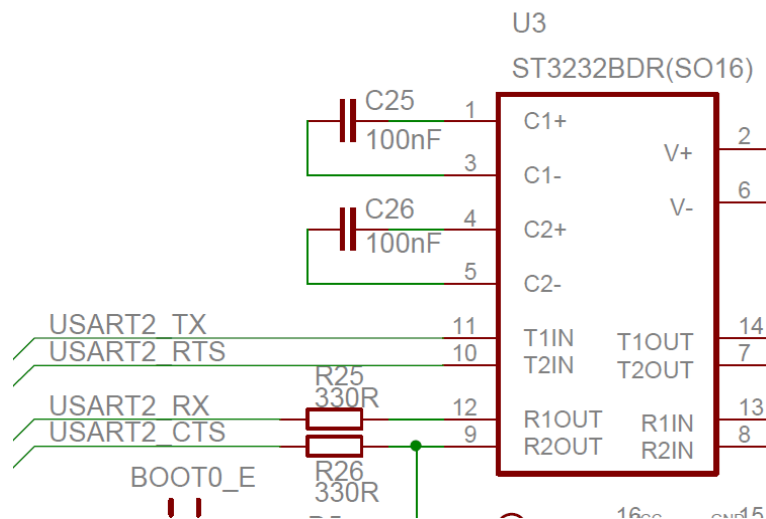 U3
ST3232BDR(SO16)
C25
100nF
1
C1+
2
V+
3
C1-
6
V-
C26
100nF
4
C2+
5
C2-
USART2_TX
11
T1IN
T1OUT
14
USART2_RTS
10
T2IN
T2OUT
7
R25
330R
USART2_RX
12
R1OUT
R1IN
13
USART2_CTS
9
R2OUT
R2IN
8
R26
330R
BOOT0_E
16
15